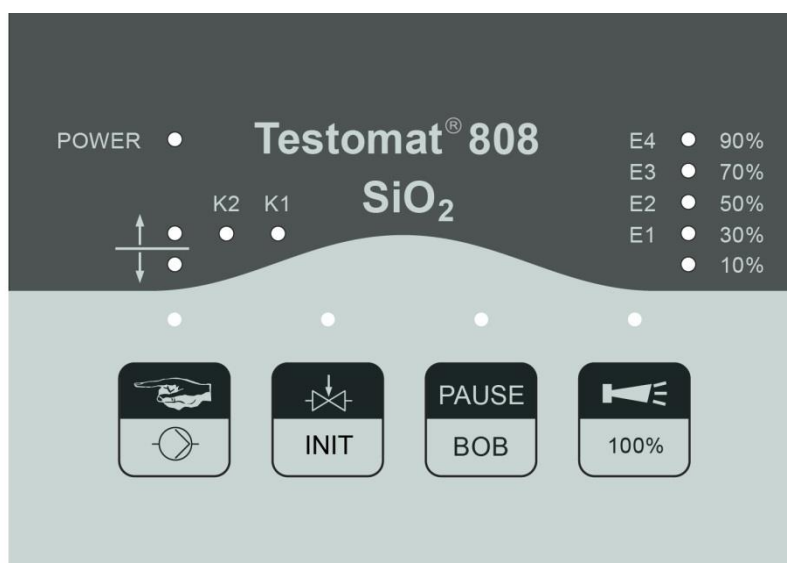 POWER
Testomat® 808
SiO₂
K2 K1
E4 90%
E3 70%
E2 50%
E1 30%
10%
INIT
PAUSE
BOB
100%